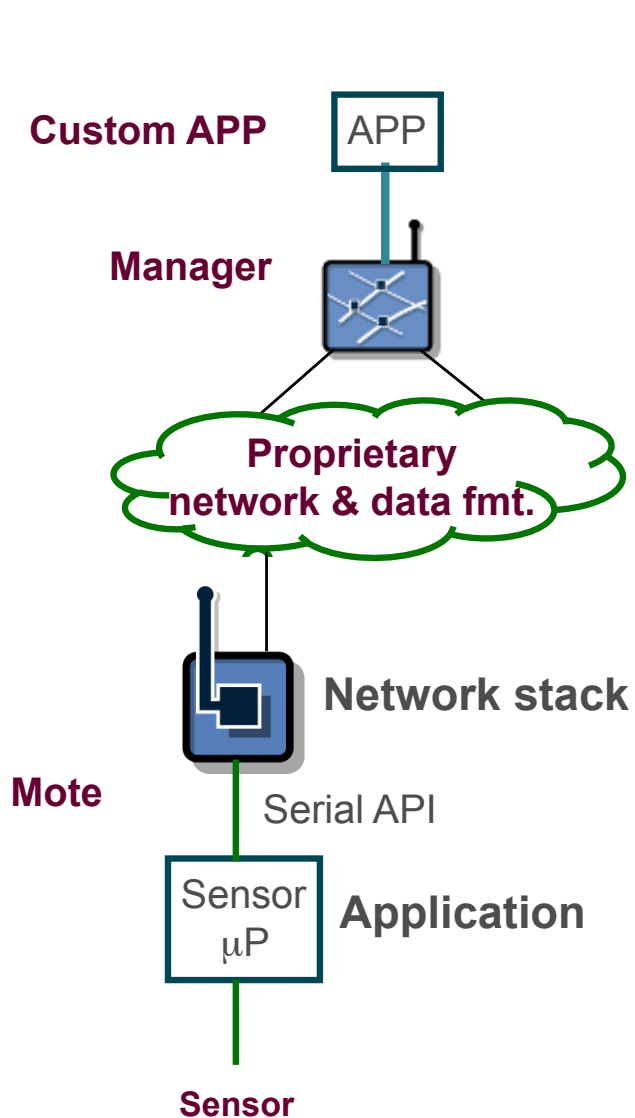 Custom APP
APP
Manager
Proprietary
network & data fmt.
Network stack
Mote
Serial API
Sensor
μP
Application
Sensor